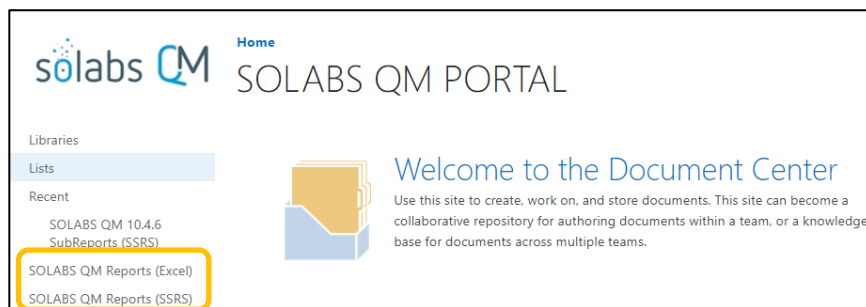 sölabs QM
Home
SOLABS QM PORTAL
Libraries
Lists
Recent
SOLABS QM 10.4.6
SubReports (SSRS)
SOLABS QM Reports (Excel)
SOLABS QM Reports (SSRS)
Welcome to the Document Center
Use this site to create, work on, and store documents. This site can become a
collaborative repository for authoring documents within a team, or a knowledge
base for documents across multiple teams.